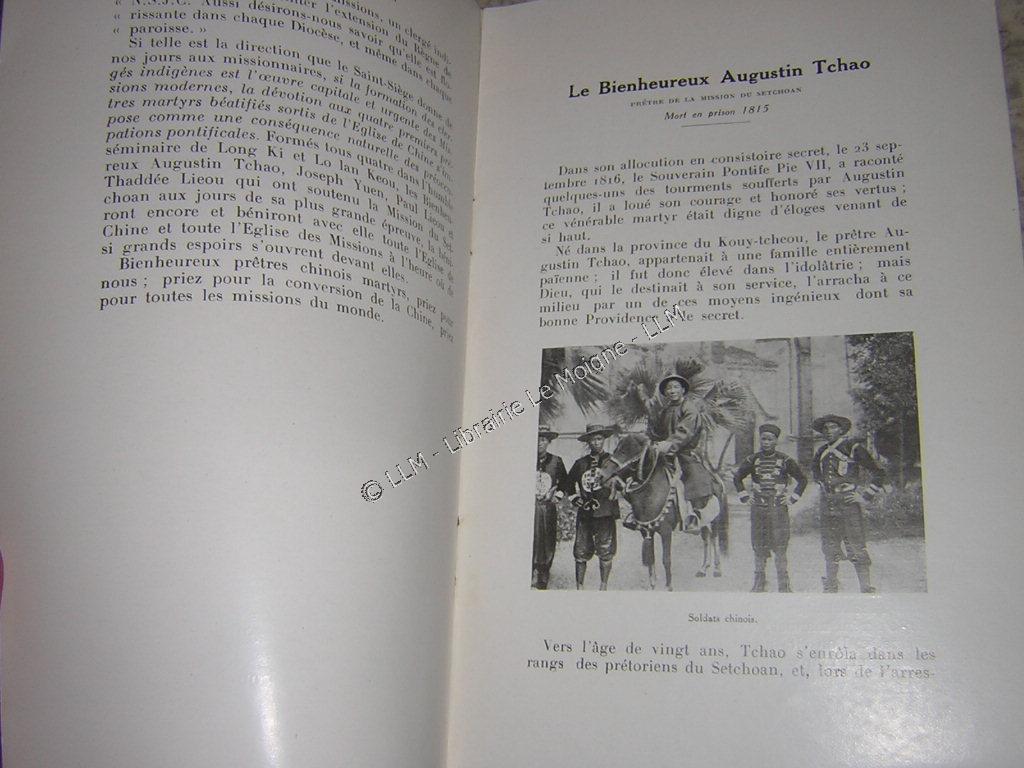 « N.S.J.C. Aussi désirons-nous savoir qu'elle est
« rissante dans chaque Diocèse, et même dans chaque
« paroisse. »
Si telle est la direction que le Saint-Siège donne de
nos jours aux missionnaires, si la formation des
gés indigènes est l'œuvre capitale et urgente des Mis-
sions modernes, la dévotion aux quatre premiers prê-
tres martyrs béatifiés sortis de l'Eglise de Chine s'im-
pose comme une conséquence naturelle des préoccu-
pations pontificales. Formés tous quatre dans l'humble
séminaire de Long Ki et Lo Ian Keou, les Bienheu-
reux Augustin Tchao, Joseph Yuen, Paul Lieou et
Thaddée Lieou qui ont soutenu la Mission du Set-
choan aux jours de sa plus grande épreuve, la béni-
ront encore et béniront avec elle toute l'Eglise de
Chine et toute l'Eglise des Missions à l'heure où de
si grands espoirs s'ouvrent devant elles.
Bienheureux prêtres chinois martyrs, priez pour
nous ; priez pour la conversion de la Chine, priez
pour toutes les missions du monde.
Le Bienheureux Augustin Tchao
PRÊTRE DE LA MISSION DU SETCHOAN
Mort en prison 1815
Dans son allocution en consistoire secret, le 23 sep-
tembre 1816, le Souverain Pontife Pie VII, a raconté
quelques-uns des tourments soufferts par Augustin
Tchao, il a loué son courage et honoré ses vertus ;
ce vénérable martyr était digne d'éloges venant de
si haut.
Né dans la province du Kouy-tcheou, le prêtre Au-
gustin Tchao, appartenait à une famille entièrement
païenne ; il fut donc élevé dans l'idolâtrie ; mais
Dieu, qui le destinait à son service, l'arracha à ce
milieu par un de ces moyens ingénieux dont sa
bonne Providence le secret.
© LLM - Librairie Le Moigne - LLM
Soldats chinois.
Vers l'âge de vingt ans, Tchao s'enrôla dans les
rangs des prétoriens du Setchoan, et, lors de l'arres-